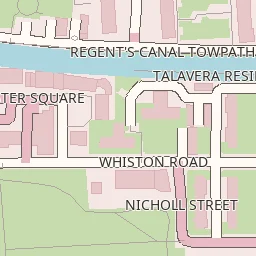 REGENT'S CANAL TOWPATH
TALAVERA RESI
TER SQUARE
WHISTON ROAD
NICHOLL STREET